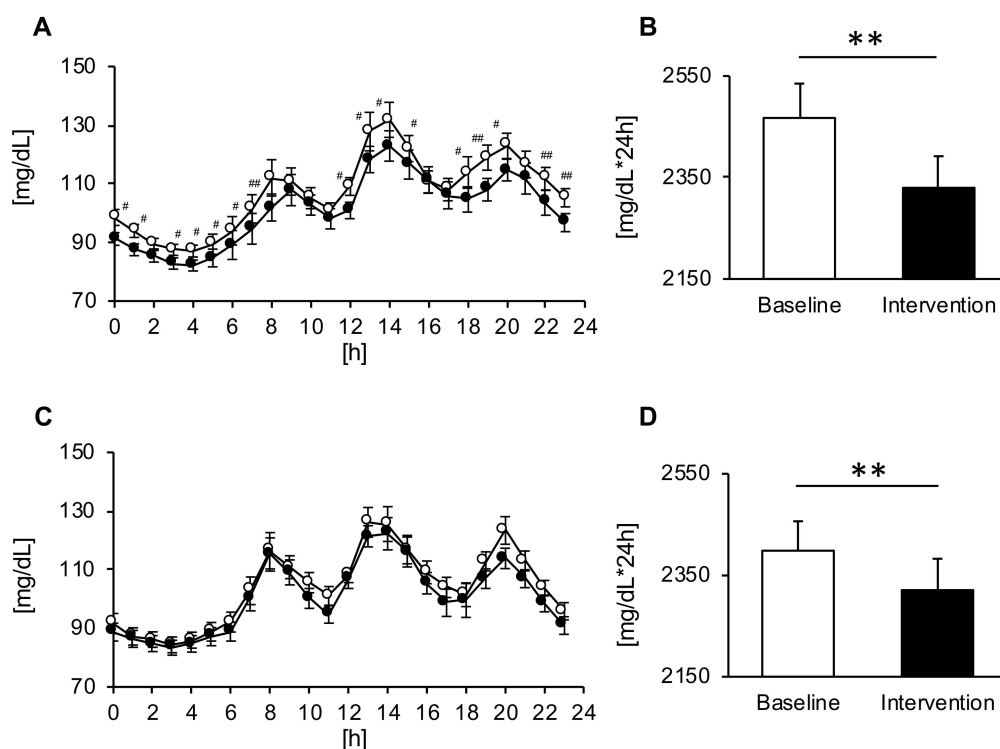 A
[mg/dL]
150
130
110
90
70
# # # # # # # ## # # # # # ## # ## ##
0 2 4 6 8 10 12 14 16 18 20 22 24
[h]
B
**
[mg/dL*24h]
2550
2350
2150
Baseline Intervention
C
[mg/dL]
150
130
110
90
70
0 2 4 6 8 10 12 14 16 18 20 22 24
[h]
D
**
[mg/dL*24h]
2550
2350
2150
Baseline Intervention